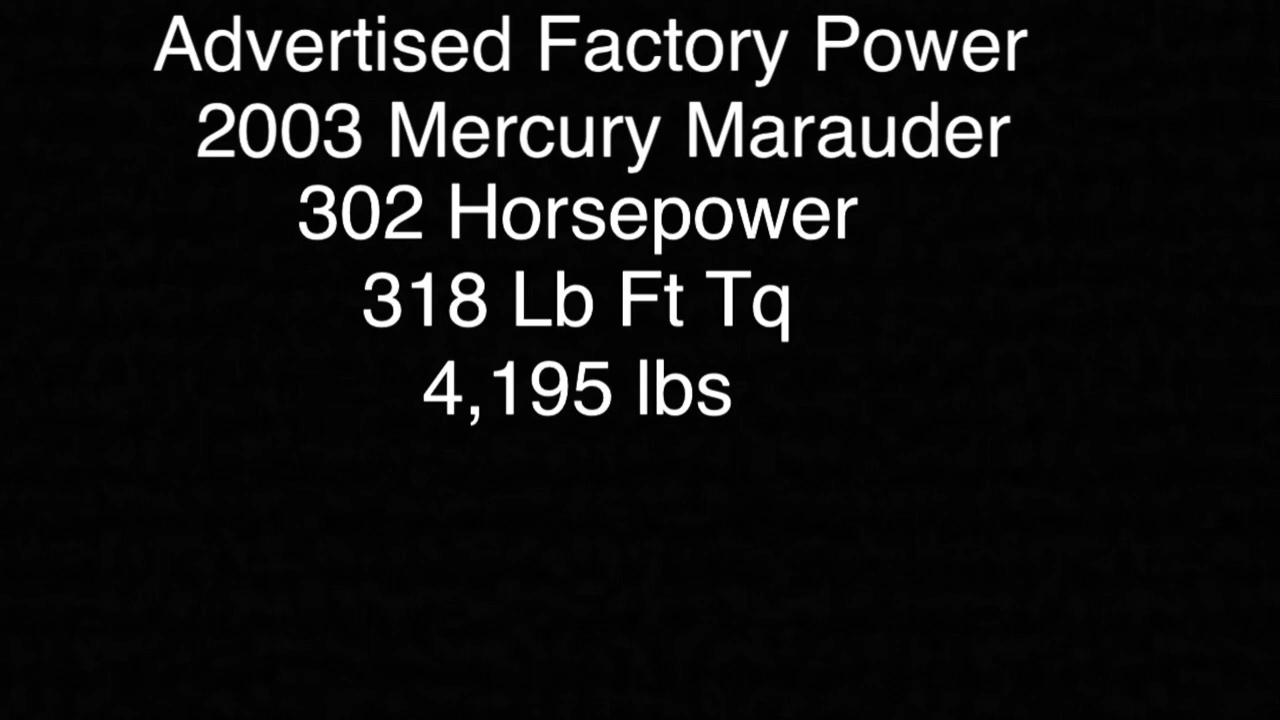 Advertised Factory Power
2003 Mercury Marauder
302 Horsepower
318 Lb Ft Tq
4,195 lbs